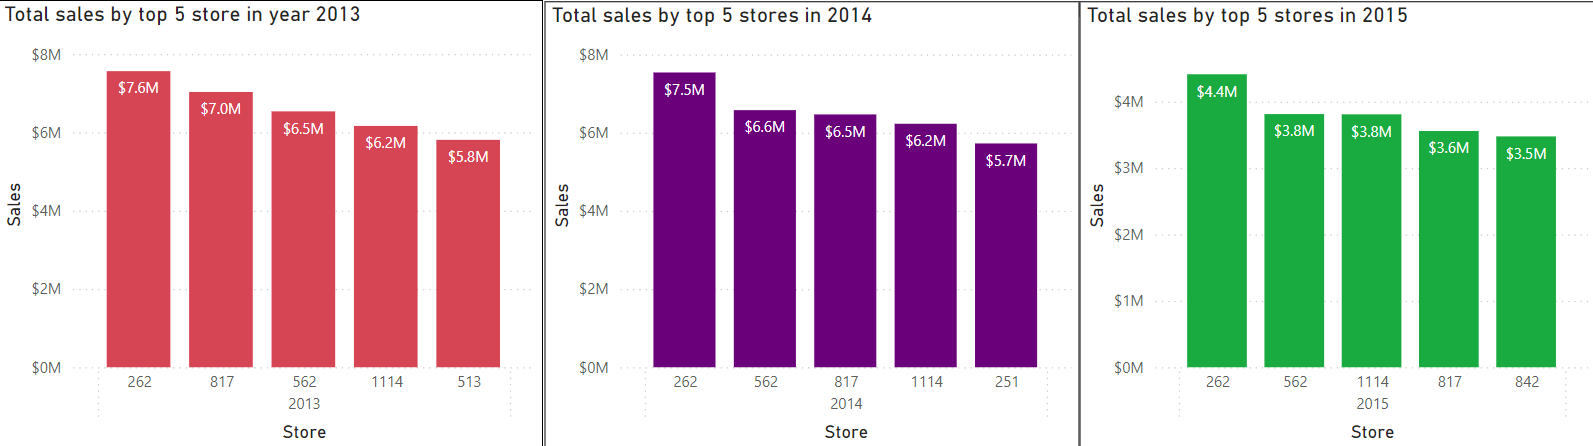 Total sales by top 5 store in year 2013
$8M
$6M
$4M
$2M
$0M
Sales
$7.6M
$7.0M
$6.5M
$6.2M
$5.8M
262 817 562 1114 513
2013
Store
Total sales by top 5 stores in 2014
$8M
$6M
$4M
$2M
$0M
Sales
$7.5M
$6.6M
$6.5M
$6.2M
$5.7M
262 562 817 1114 251
2014
Store
Total sales by top 5 stores in 2015
$4M
$3M
$2M
$1M
$0M
Sales
$4.4M
$3.8M
$3.8M
$3.6M
$3.5M
262 562 1114 817 842
2015
Store